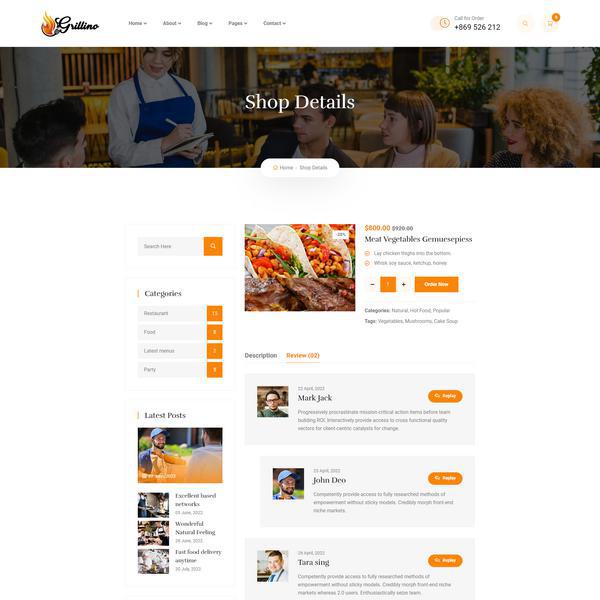 Grillino
Home
About
Blog
Pages
Contact
Call for Order
+869 526 212
Shop Details
Home - Shop Details
Search Here
Categories
Restaurant
Food
Latest menus
Party
Latest Posts
Excellent based
networks
03 June, 2022
Wonderful
Natural Feeling
26 June, 2022
Fast food delivery
anytime
30 July, 2022
$800.00 $920.00
Meat Vegetables Gemuesepiess
Lay chicken thighs into the bottom.
Whisk soy sauce, ketchup, honey
- 1 +
Order Now
Categories: Natural, Hot Food, Popular
Tags: Vegetables, Mushrooms, Cake Soup
Description
Review (02)
22 April, 2022
Mark Jack
Replay
Progressively procrastinate mission-critical action items before team
building ROI. Interactively provide access to cross functional quality
vectors for client-centric catalysts for change.
23 April, 2022
John Deo
Replay
Competently provide access to fully researched methods of
empowerment without sticky models. Credibly morph front-end
niche markets.
26 April, 2022
Tara sing
Replay
Competently provide access to fully researched methods of
empowerment without sticky models. Credibly morph front-end niche
markets whereas 2.0 users. Enthusiastically seize team.